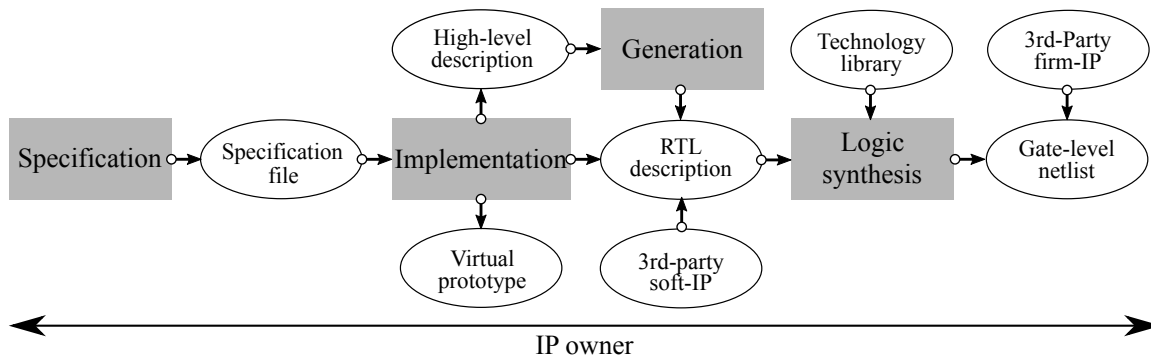 High-level
description
Generation
Technology
library
3rd-Party
firm-IP
Specification
Specification
file
Implementation
RTL
description
Logic
synthesis
Gate-level
netlist
Virtual
prototype
3rd-party
soft-IP
IP owner